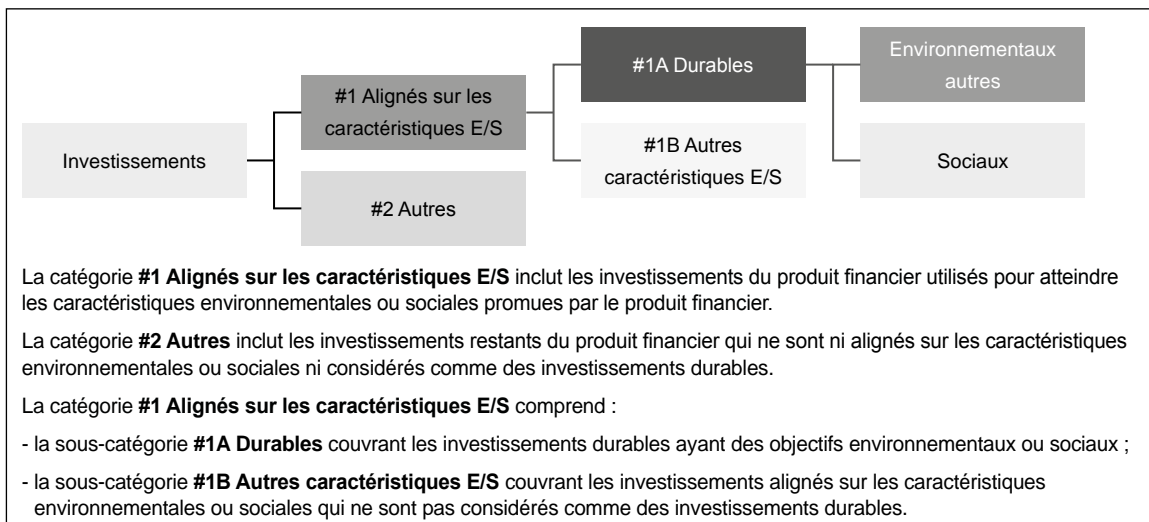 Investissements
#1 Alignés sur les
caractéristiques E/S
#2 Autres
#1A Durables
#1B Autres
caractéristiques E/S
Environnementaux
autres
Sociaux
La catégorie #1 Alignés sur les caractéristiques E/S inclut les investissements du produit financier utilisés pour atteindre
les caractéristiques environnementales ou sociales promues par le produit financier.
La catégorie #2 Autres inclut les investissements restants du produit financier qui ne sont ni alignés sur les caractéristiques
environnementales ou sociales ni considérés comme des investissements durables.
La catégorie #1 Alignés sur les caractéristiques E/S comprend :
- la sous-catégorie #1A Durables couvrant les investissements durables ayant des objectifs environnementaux ou sociaux ;
- la sous-catégorie #1B Autres caractéristiques E/S couvrant les investissements alignés sur les caractéristiques
environnementales ou sociales qui ne sont pas considérés comme des investissements durables.